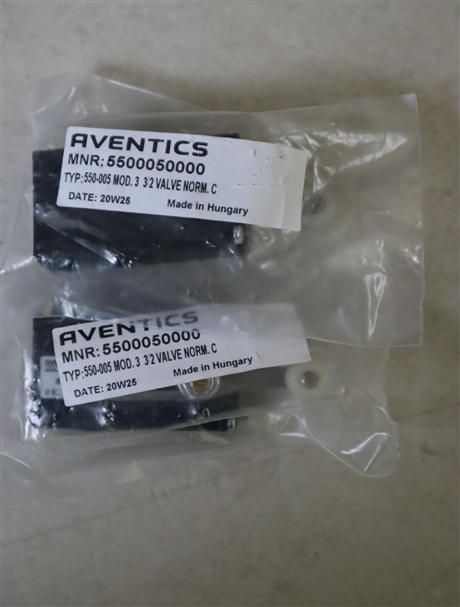 AVENTICS
MNR: 5500050000
TYP: 550-005 MOD. 3 3/2 VALVE NORM. C
DATE: 20W25 Made in Hungary
AVENTICS
MNR: 5500050000
TYP: 550-005 MOD. 3 3/2 VALVE NORM. C
DATE: 20W25 Made in Hungary